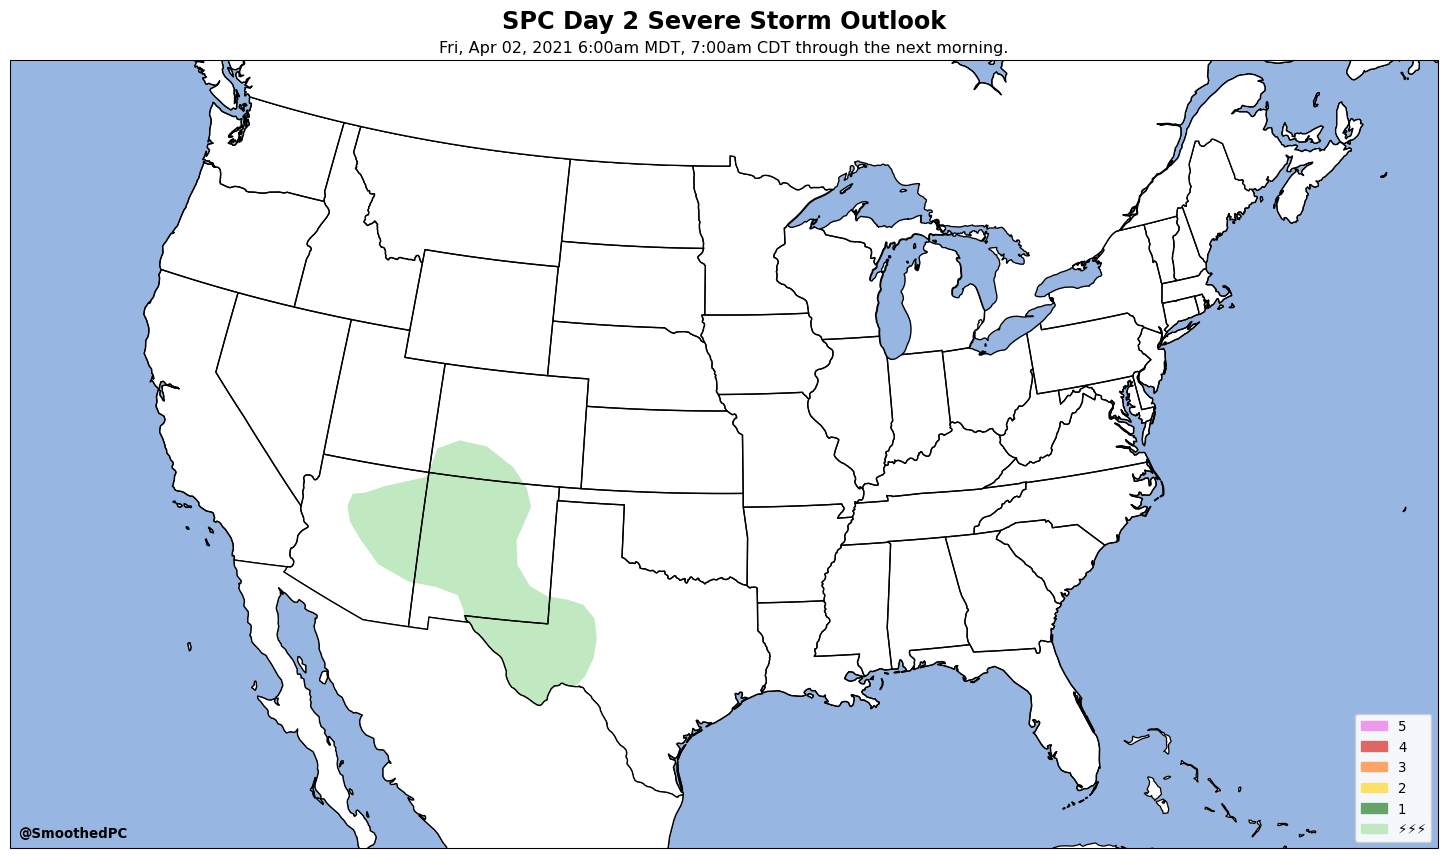 SPC Day 2 Severe Storm Outlook
Fri, Apr 02, 2021 6:00am MDT, 7:00am CDT through the next morning.
5
4
3
2
1
⚡⚡⚡
@SmoothedPC